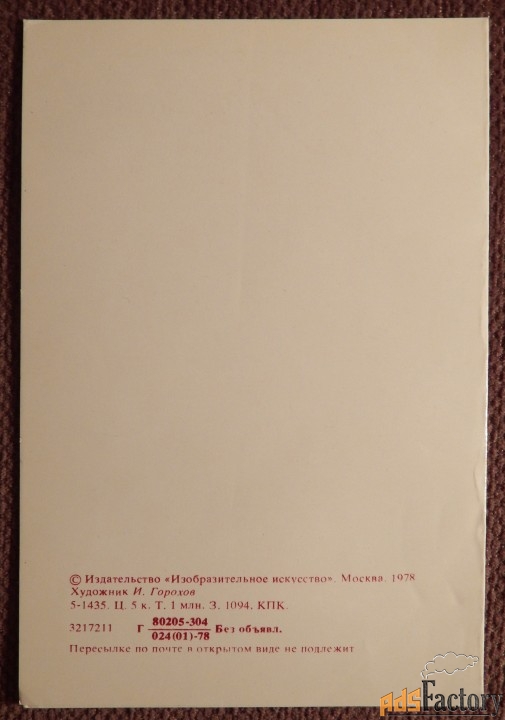 © Издательство «Изобразительное искусство». Москва. 1978
Художник И. Горохов
5-1435. Ц. 5 к. Т. 1 млн. З. 1094. КПК.
3217211 Г 80205-304 Без объявл.
024(01)-78
Пересылке по почте в открытом виде не подлежит
AdsFactory